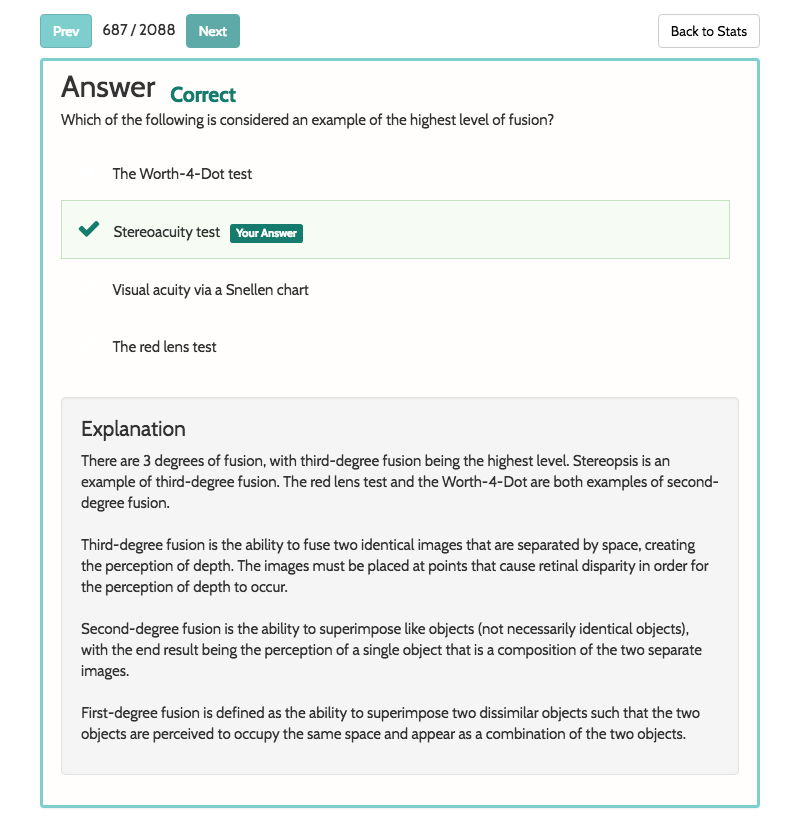 Prev 687 / 2088 Next Back to Stats
Answer Correct
Which of the following is considered an example of the highest level of fusion?
The Worth-4-Dot test
Stereoacuity test Your Answer
Visual acuity via a Snellen chart
The red lens test
Explanation
There are 3 degrees of fusion, with third-degree fusion being the highest level. Stereopsis is an
example of third-degree fusion. The red lens test and the Worth-4-Dot are both examples of second-
degree fusion.
Third-degree fusion is the ability to fuse two identical images that are separated by space, creating
the perception of depth. The images must be placed at points that cause retinal disparity in order for
the perception of depth to occur.
Second-degree fusion is the ability to superimpose like objects (not necessarily identical objects),
with the end result being the perception of a single object that is a composition of the two separate
images.
First-degree fusion is defined as the ability to superimpose two dissimilar objects such that the two
objects are perceived to occupy the same space and appear as a combination of the two objects.